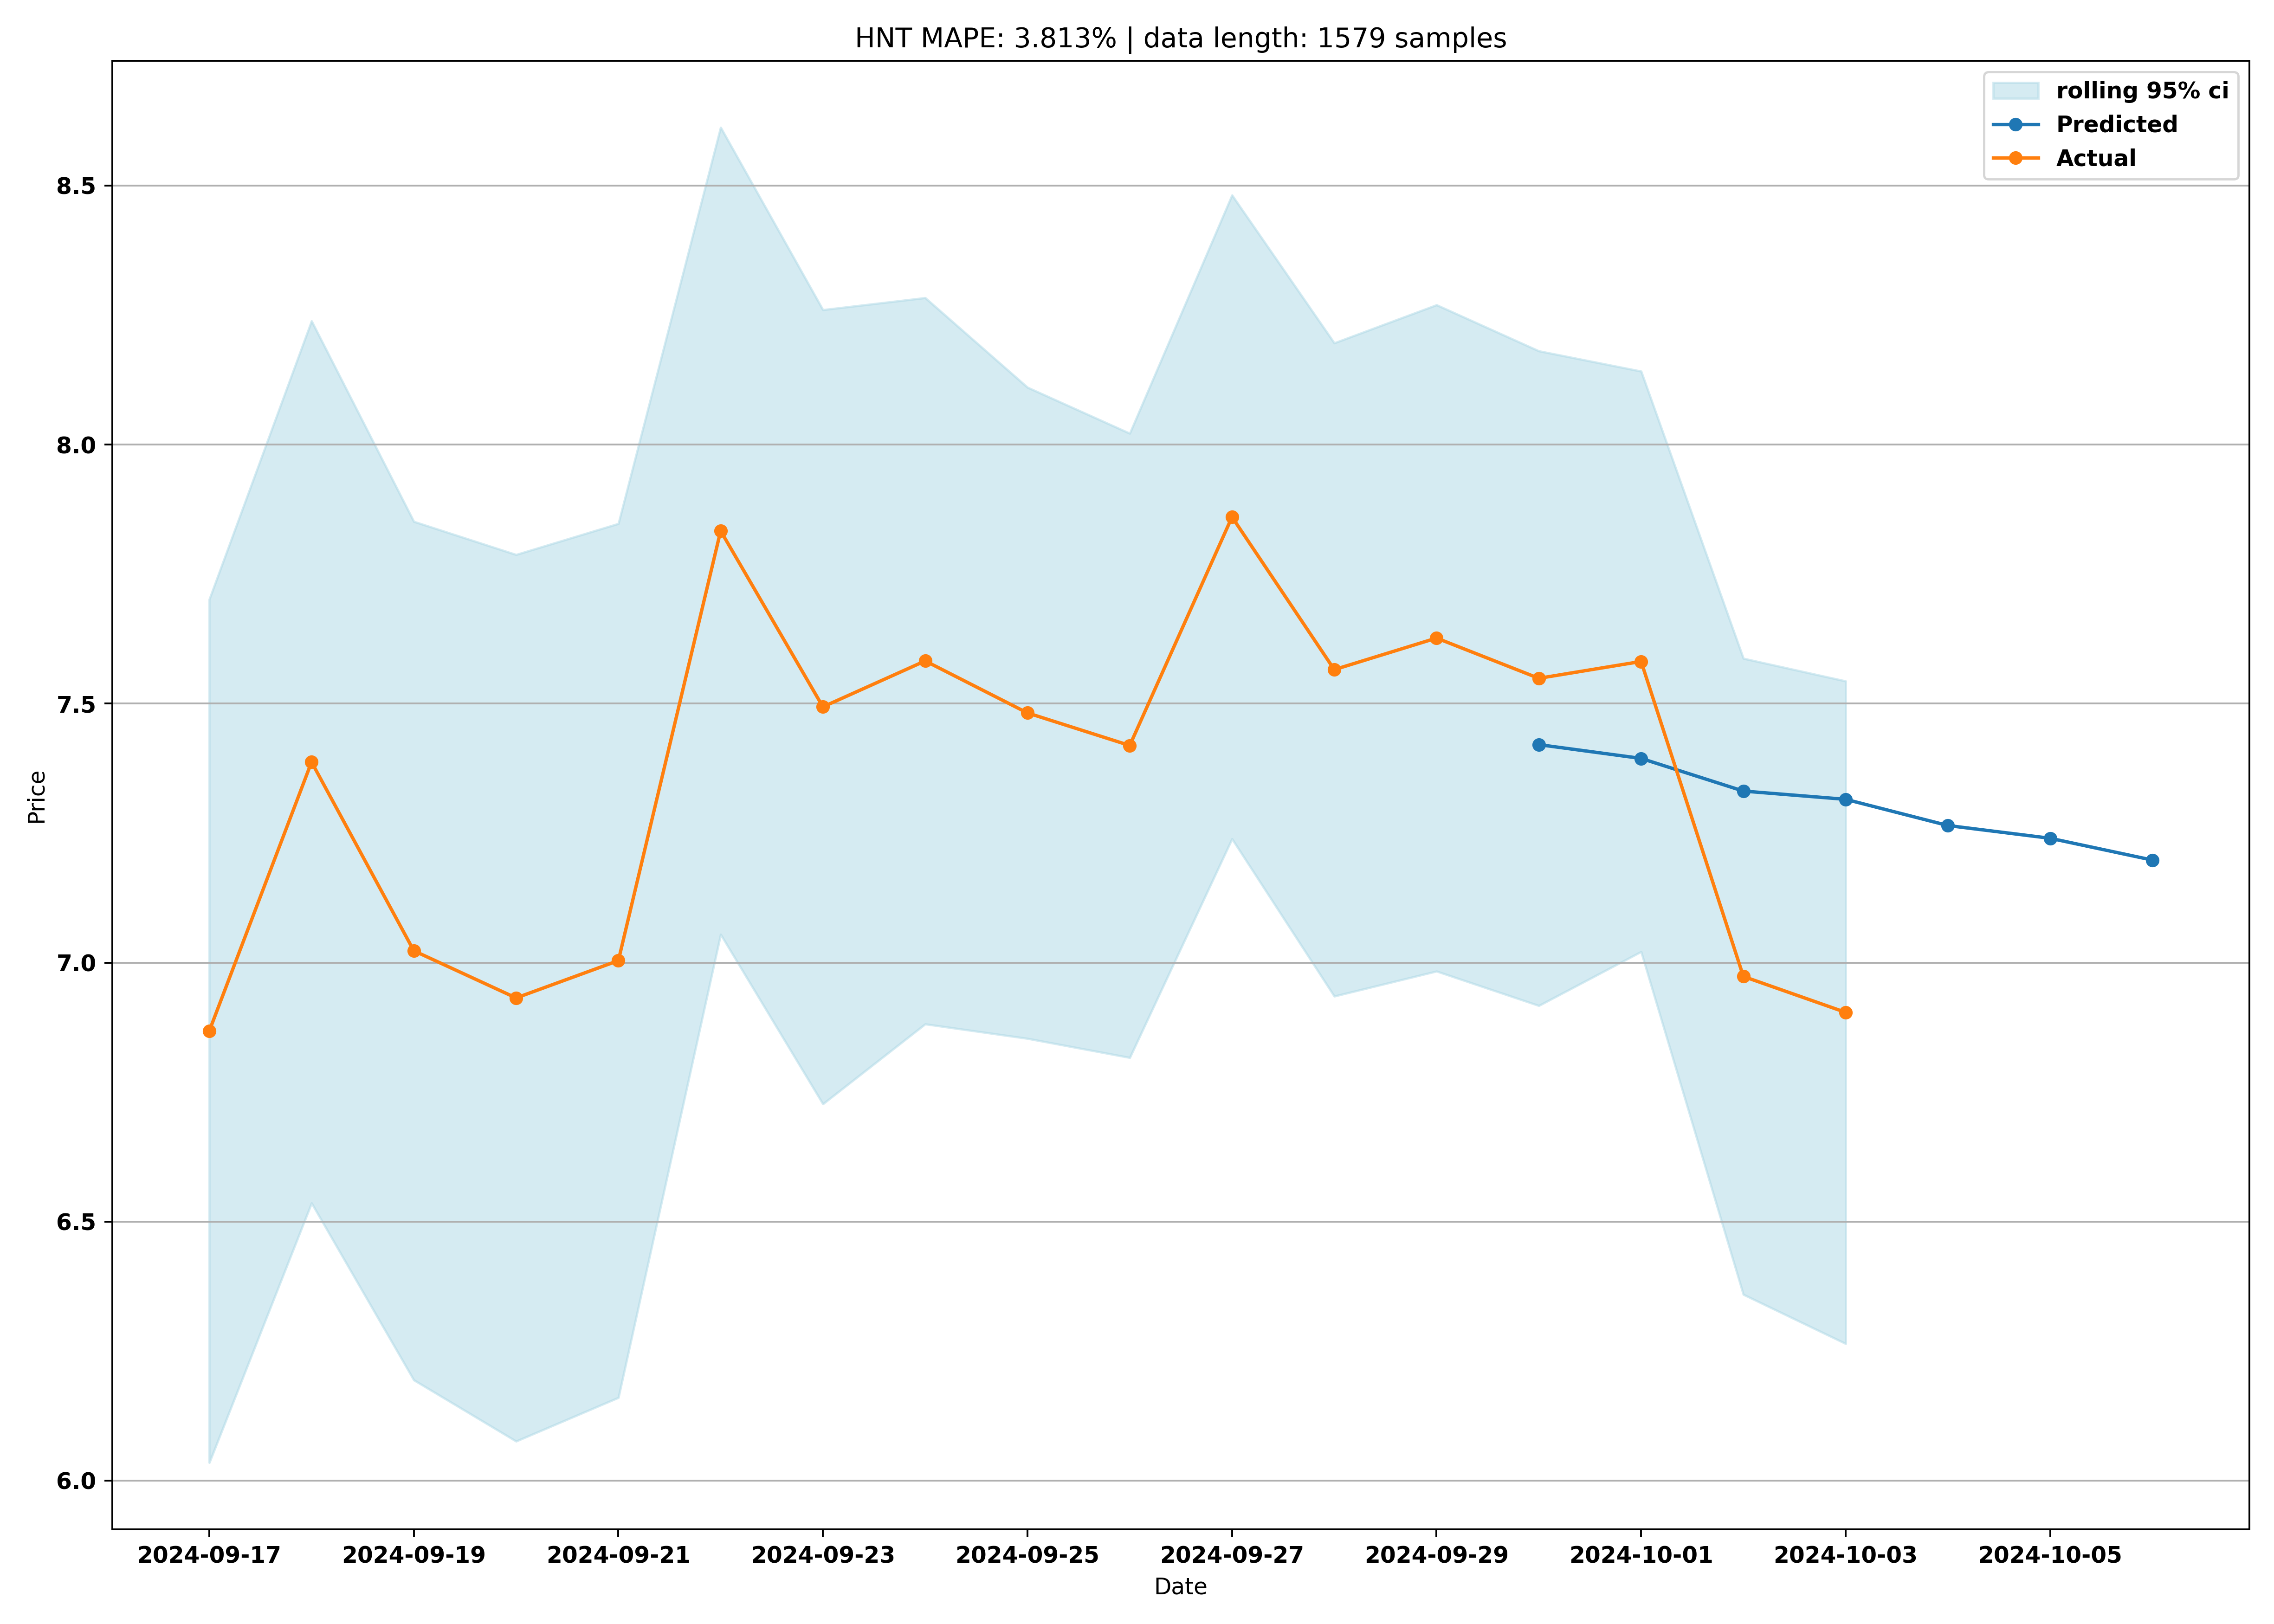 HNT MAPE: 3.813% | data length: 1579 samples
rolling 95% ci
Predicted
Actual
8.5
8.0
7.5
7.0
6.5
6.0
Price
2024-09-17 2024-09-19 2024-09-21 2024-09-23 2024-09-25 2024-09-27 2024-09-29 2024-10-01 2024-10-03 2024-10-05
Date